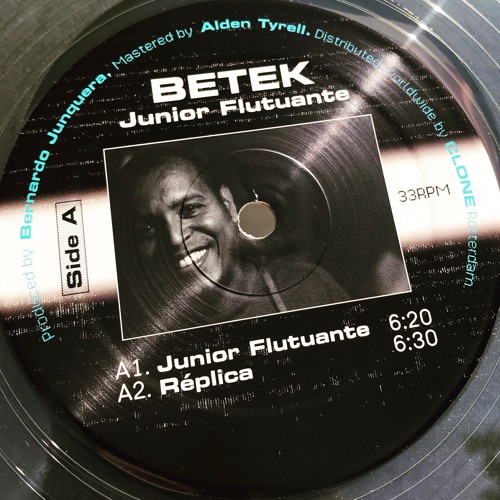 Produced by Bernardo Junquera. Mastered by Alden Tyrell. Distributed worldwide by CLONE Rotterdam.
BETEK
Junior Flutuante
Side A
33RPM
A1. Junior Flutuante 6:20
A2. Réplica 6:30